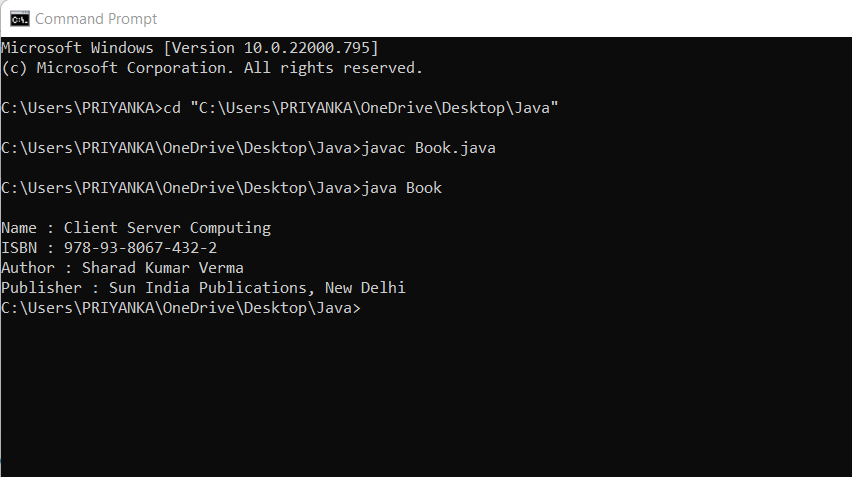 Command Prompt
Microsoft Windows [Version 10.0.22000.795]
(c) Microsoft Corporation. All rights reserved.
C:\Users\PRIYANKA>cd "C:\Users\PRIYANKA\OneDrive\Desktop\Java"
C:\Users\PRIYANKA\OneDrive\Desktop\Java>javac Book.java
C:\Users\PRIYANKA\OneDrive\Desktop\Java>java Book
Name : Client Server Computing
ISBN : 978-93-8067-432-2
Author : Sharad Kumar Verma
Publisher : Sun India Publications, New Delhi
C:\Users\PRIYANKA\OneDrive\Desktop\Java>